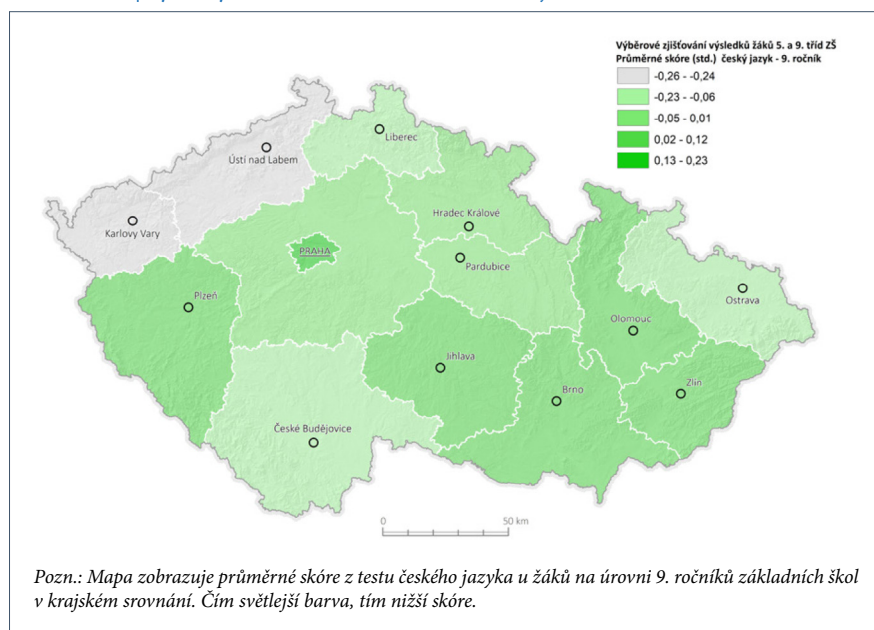 Výběrové zjišťování výsledků žáků 5. a 9. tříd ZŠ
Průměrné skóre (std.) český jazyk - 9. ročník
-0,26 - -0,24
-0,23 - -0,06
-0,05 - 0,01
0,02 - 0,12
0,13 - 0,23
Liberec
Ústí nad Labem
Karlovy Vary
Hradec Králové
PRAHA
Pardubice
Plzeň
Ostrava
Olomouc
Jihlava
Brno
Zlín
České Budějovice
0 50 km
Pozn.: Mapa zobrazuje průměrné skóre z testu českého jazyka u žáků na úrovni 9. ročníků základních škol
v krajském srovnání. Čím světlejší barva, tím nižší skóre.